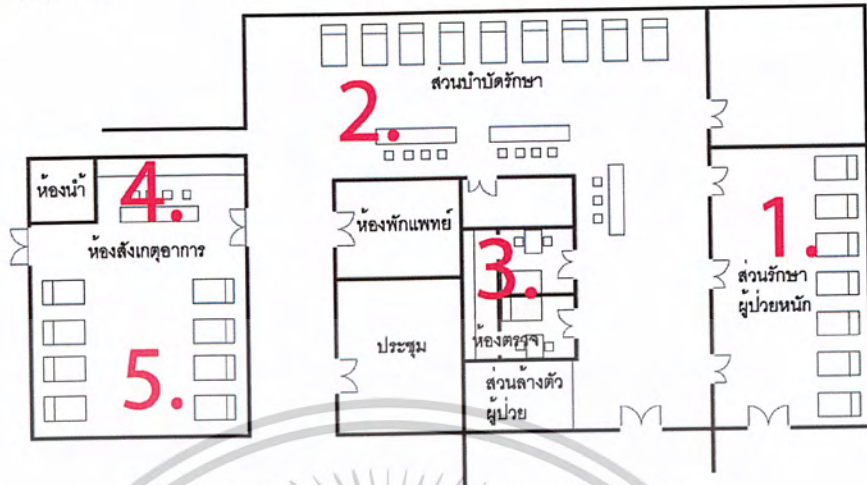 ส่วนบำบัดรักษา
2.
ห้องน้ำ
4.
ห้องพักแพทย์
1.
ห้องสังเกตุอาการ
3.
ส่วนรักษา
ผู้ป่วยหนัก
ประชุม
ห้องตรวจ
5.
ส่วนล้างตัว
ผู้ป่วย